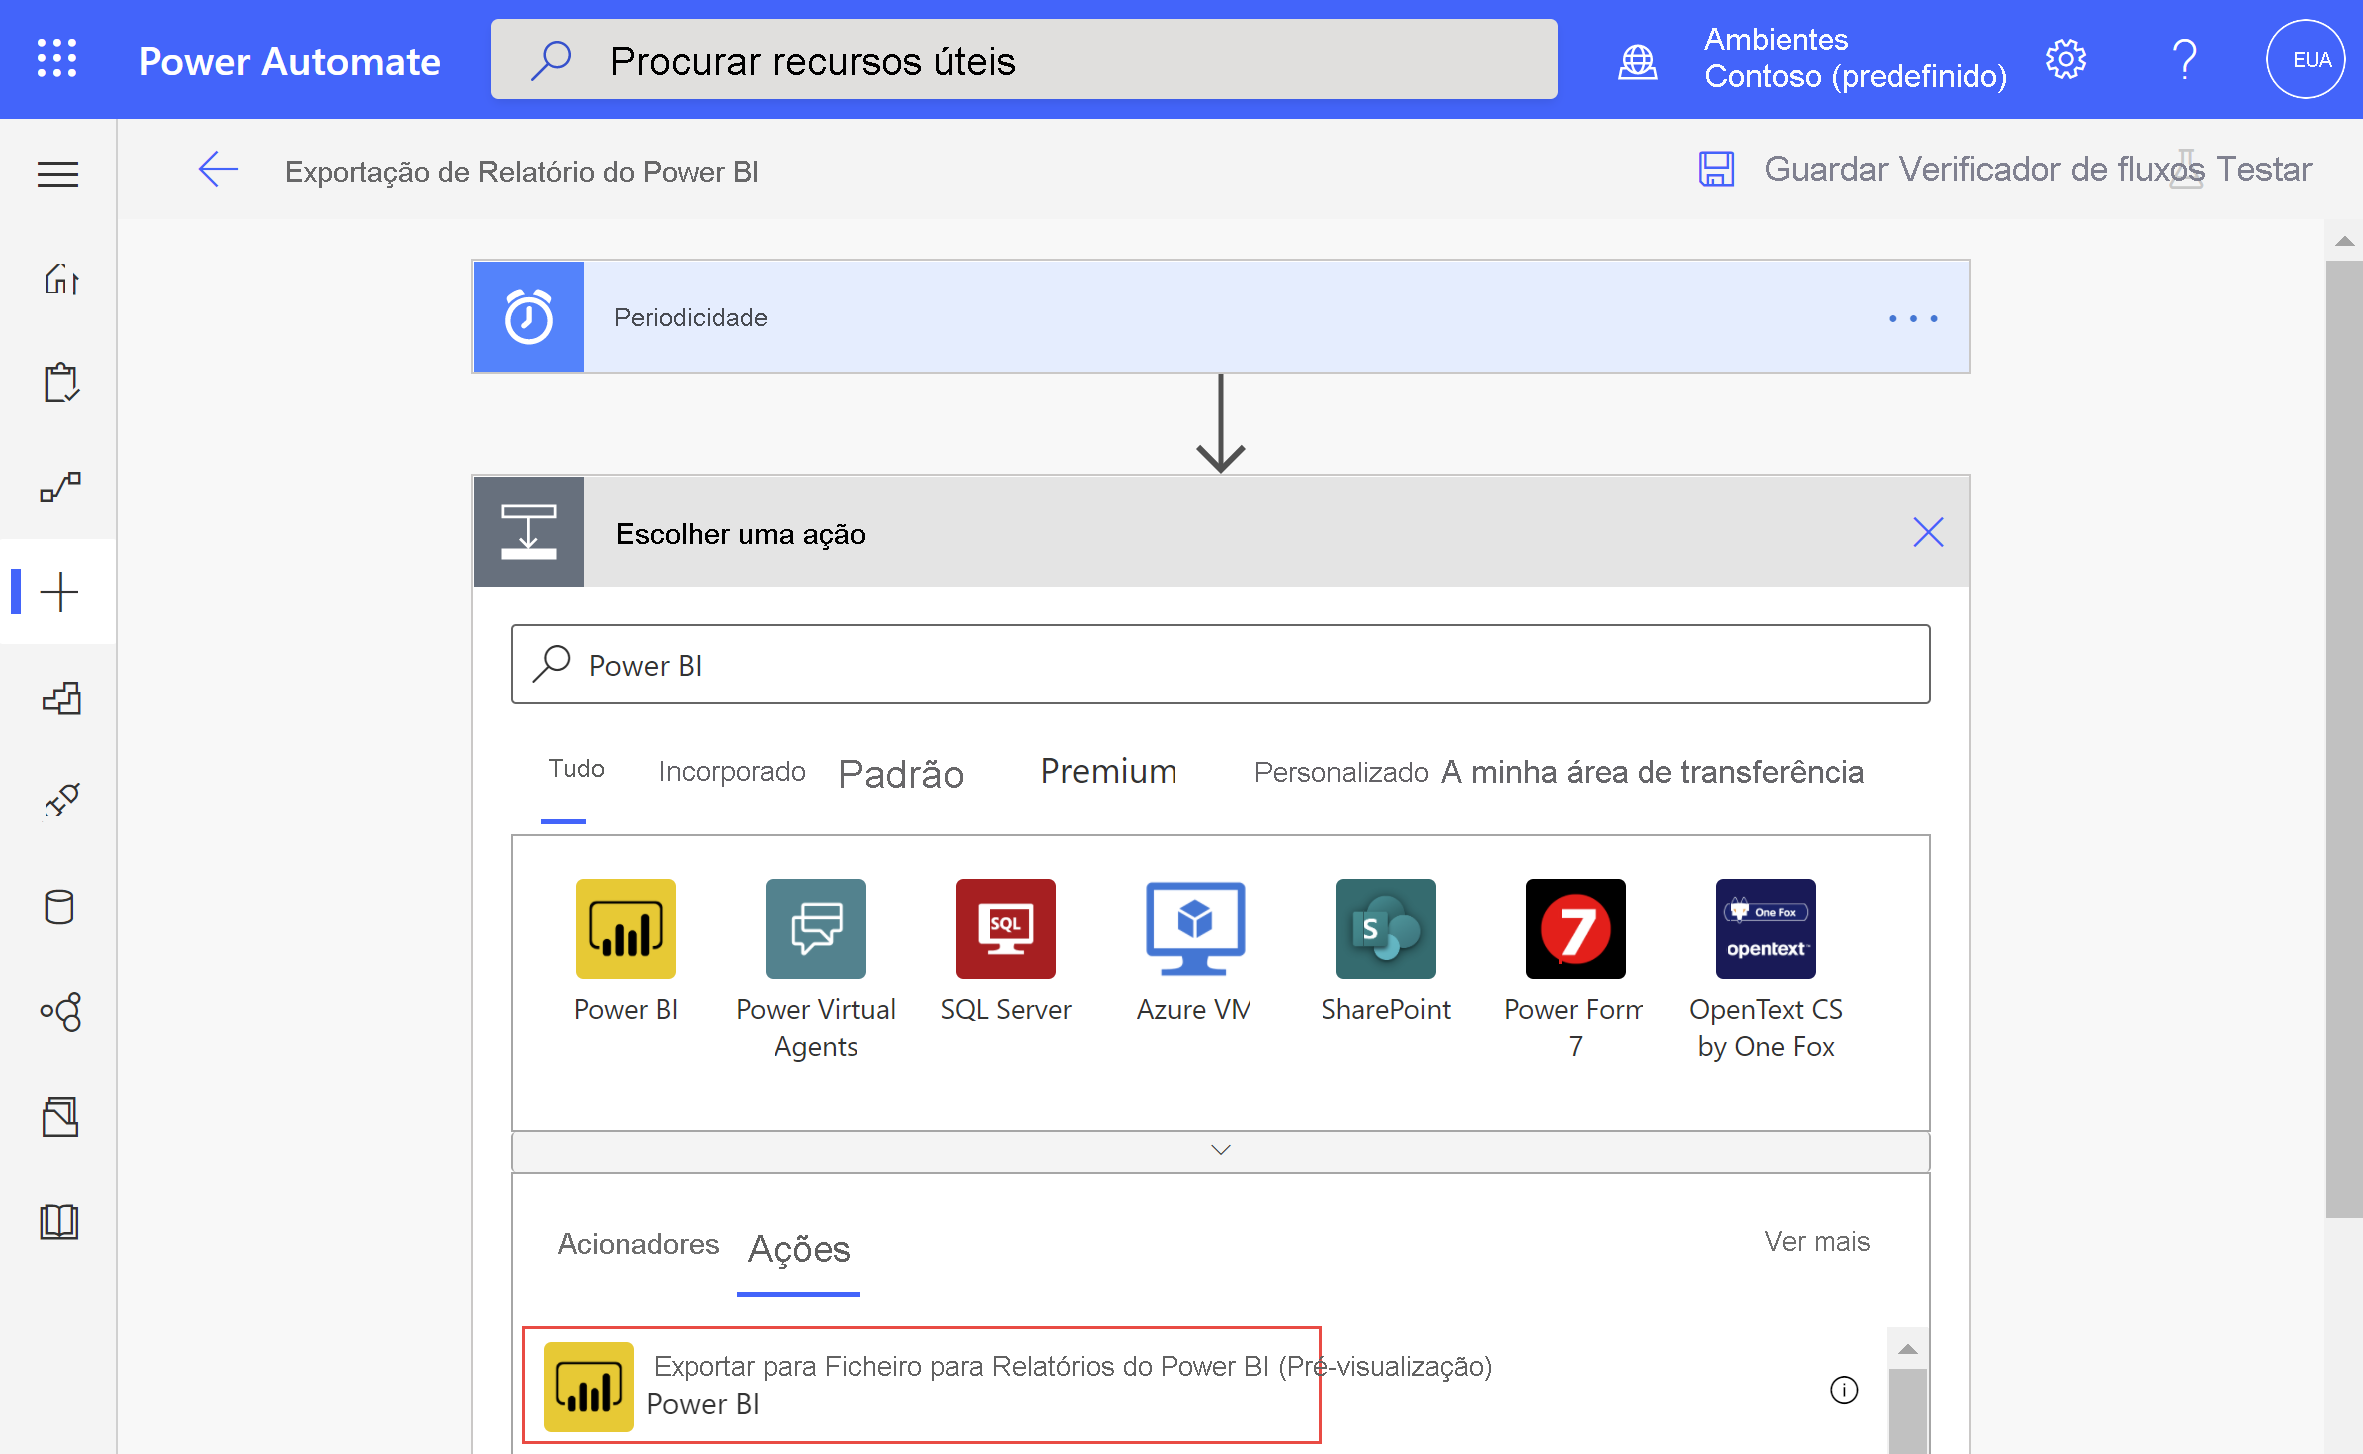 Power Automate
Procurar recursos úteis
Ambientes
Contoso (predefinido)
EUA
Exportação de Relatório do Power BI
Guardar Verificador de fluxos Testar
Periodicidade
Escolher uma ação
Power BI
Tudo Incorporado Padrão Premium Personalizado A minha área de transferência
SQL
S
7
One Fox
opentext™
Power BI
Power Virtual
Agents
SQL Server
Azure VM
SharePoint
Power Form
7
OpenText CS
by One Fox
Acionadores Ações Ver mais
Exportar para Ficheiro para Relatórios do Power BI (Pré-visualização)
Power BI